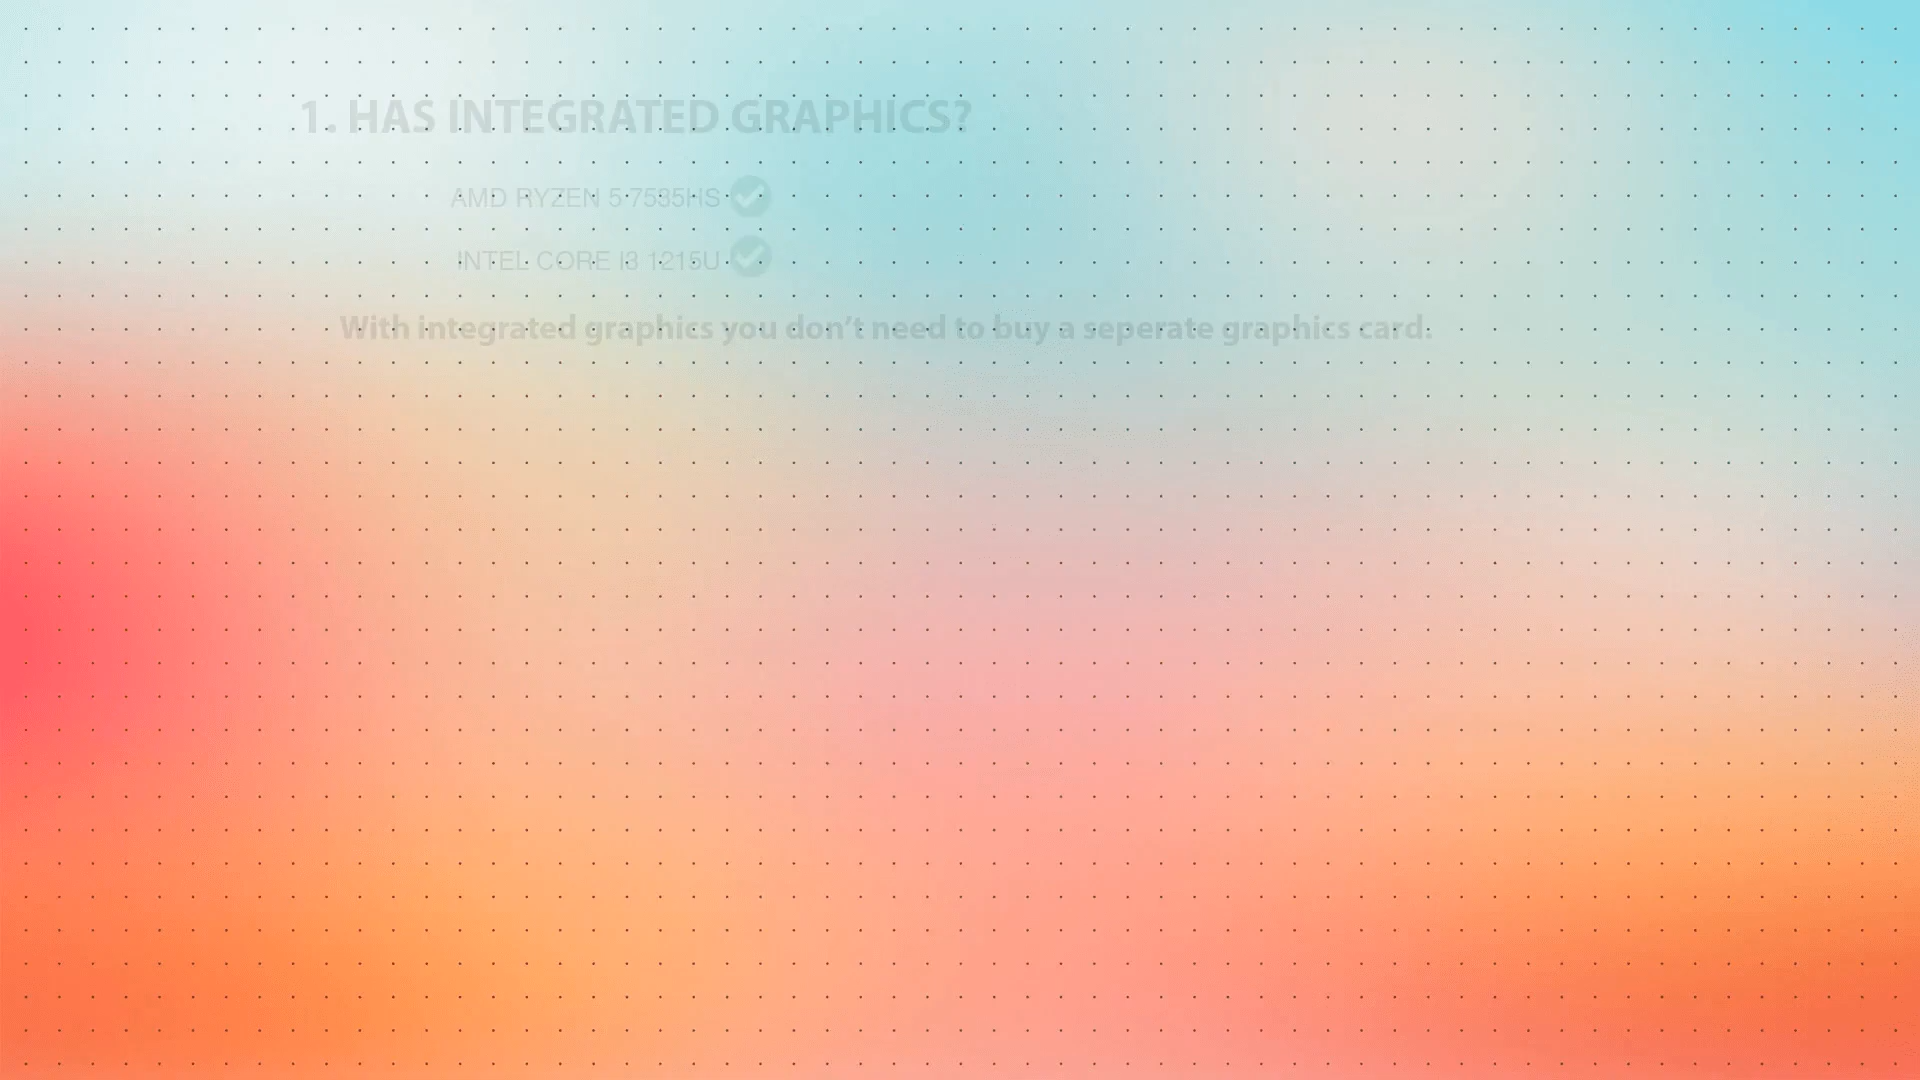 1. HAS INTEGRATED GRAPHICS?
AMD RYZEN 5 7535HS
INTEL CORE I3 1215U
With integrated graphics you don’t need to buy a seperate graphics card.